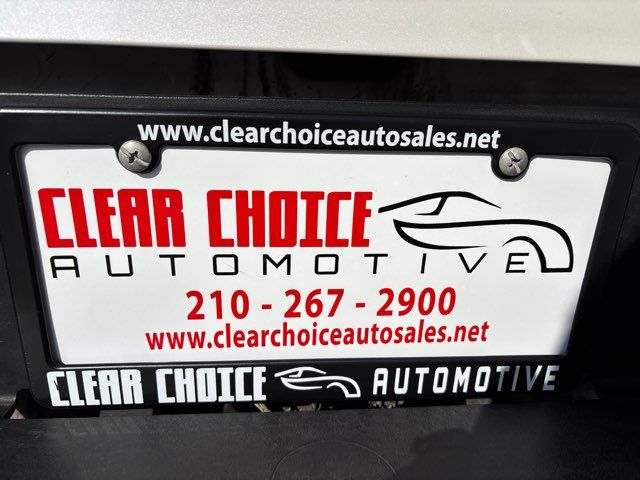 www.clearchoiceautosales.net
CLEAR CHOICE
AUTOMOTIVE
210 - 267 - 2900
www.clearchoiceautosales.net
CLEAR CHOICE AUTOMOTIVE